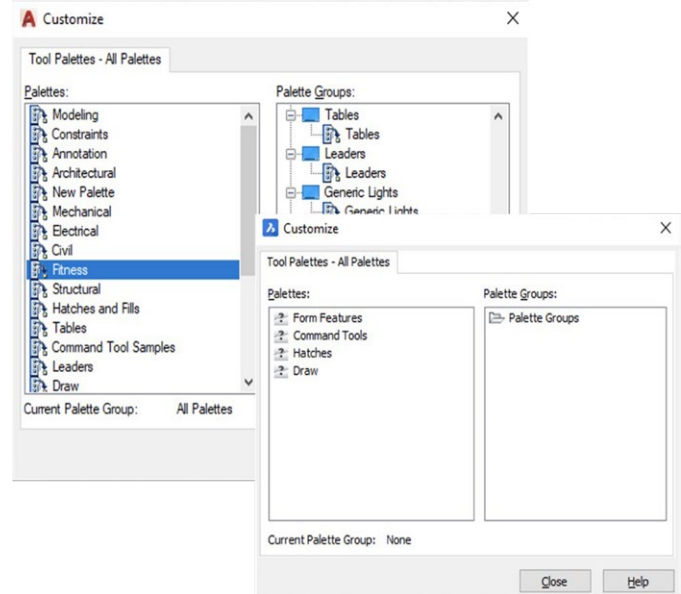 Customize
Tool Palettes - All Palettes
Palettes:
Modeling
Constraints
Annotation
Architectural
New Palette
Mechanical
Electrical
Civil
Fitness
Structural
Hatches and Fills
Tables
Command Tool Samples
Leaders
Draw
Current Palette Group: All Palettes
Palette Groups:
Tables
Tables
Leaders
Leaders
Generic Lights
Generic Lights
Customize
Tool Palettes - All Palettes
Palettes:
Form Features
Command Tools
Hatches
Draw
Palette Groups:
Palette Groups
Current Palette Group: None
Close
Help